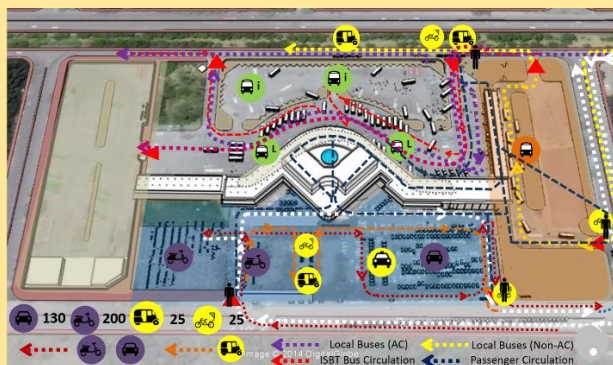 i
i
L
L
130 200 25 25
Local Buses (AC) Local Buses (Non-AC)
Image © 2014 DigitalGlobe
ISBT Bus Circulation Passenger Circulation